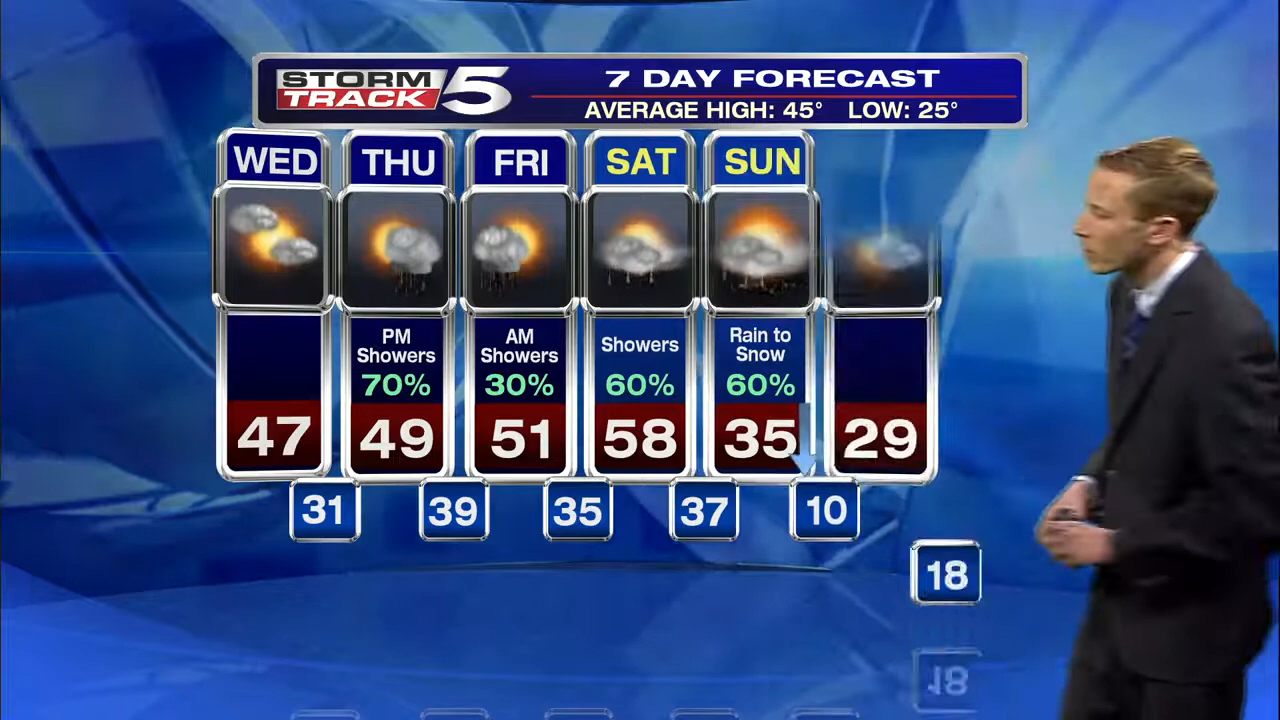 STORM TRACK 5
7 DAY FORECAST
AVERAGE HIGH: 45° LOW: 25°
WED THU FRI SAT SUN
PM Showers 70%
AM Showers 30%
Showers 60%
Rain to Snow 60%
47 49 51 58 35 29
31 39 35 37 10
18